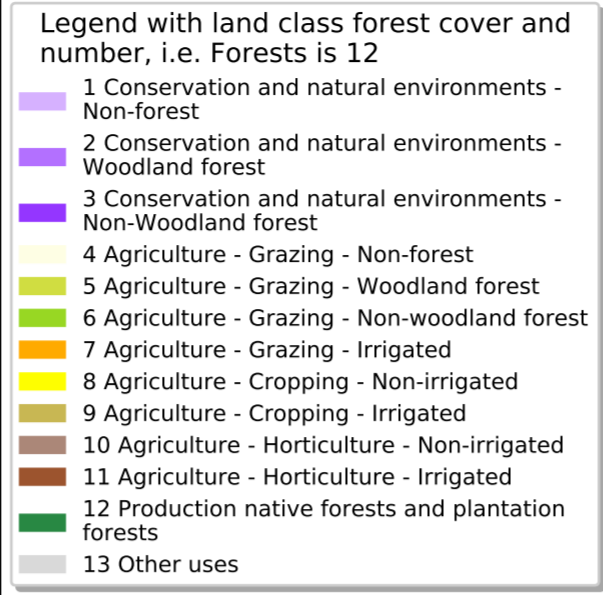 Legend with land class forest cover and
number, i.e. Forests is 12
1 Conservation and natural environments -
Non-forest
2 Conservation and natural environments -
Woodland forest
3 Conservation and natural environments -
Non-Woodland forest
4 Agriculture - Grazing - Non-forest
5 Agriculture - Grazing - Woodland forest
6 Agriculture - Grazing - Non-woodland forest
7 Agriculture - Grazing - Irrigated
8 Agriculture - Cropping - Non-irrigated
9 Agriculture - Cropping - Irrigated
10 Agriculture - Horticulture - Non-irrigated
11 Agriculture - Horticulture - Irrigated
12 Production native forests and plantation
forests
13 Other uses